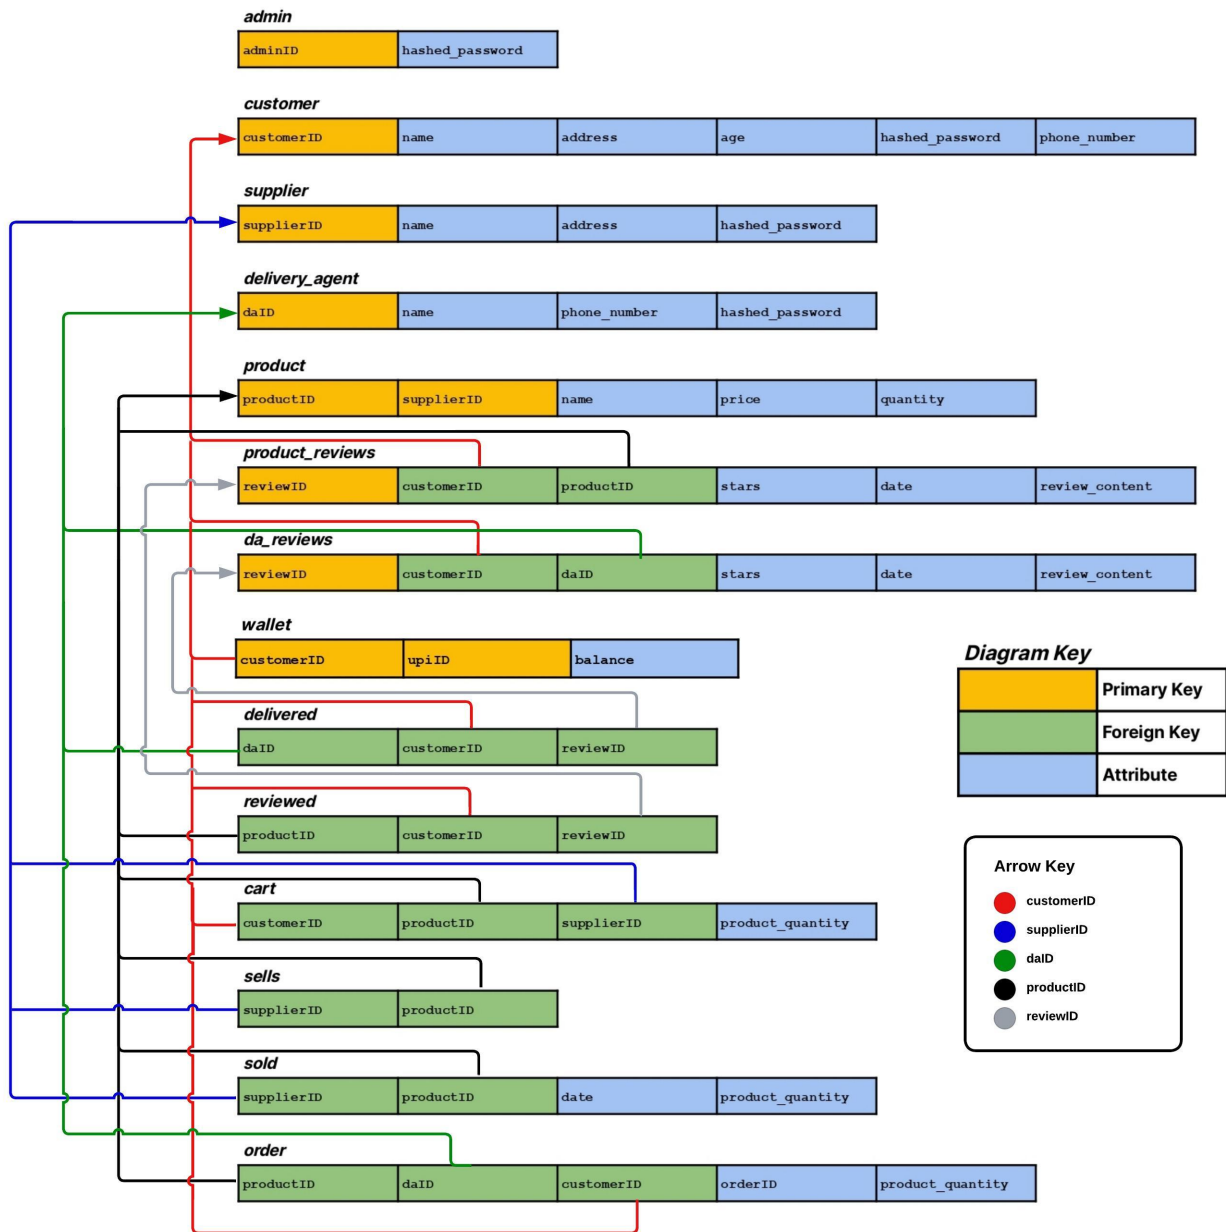 admin
adminID hashed_password
customer
customerID name address age hashed_password phone_number
supplier
supplierID name address hashed_password
delivery_agent
daID name phone_number hashed_password
product
productID supplierID name price quantity
product_reviews
reviewID customerID productID stars date review_content
da_reviews
reviewID customerID daID stars date review_content
wallet
customerID upiID balance
delivered
daID customerID reviewID
reviewed
productID customerID reviewID
cart
customerID productID supplierID product_quantity
sells
supplierID productID
sold
supplierID productID date product_quantity
order
productID daID customerID orderID product_quantity
Diagram Key
Primary Key
Foreign Key
Attribute
Arrow Key
customerID
supplierID
daID
productID
reviewID